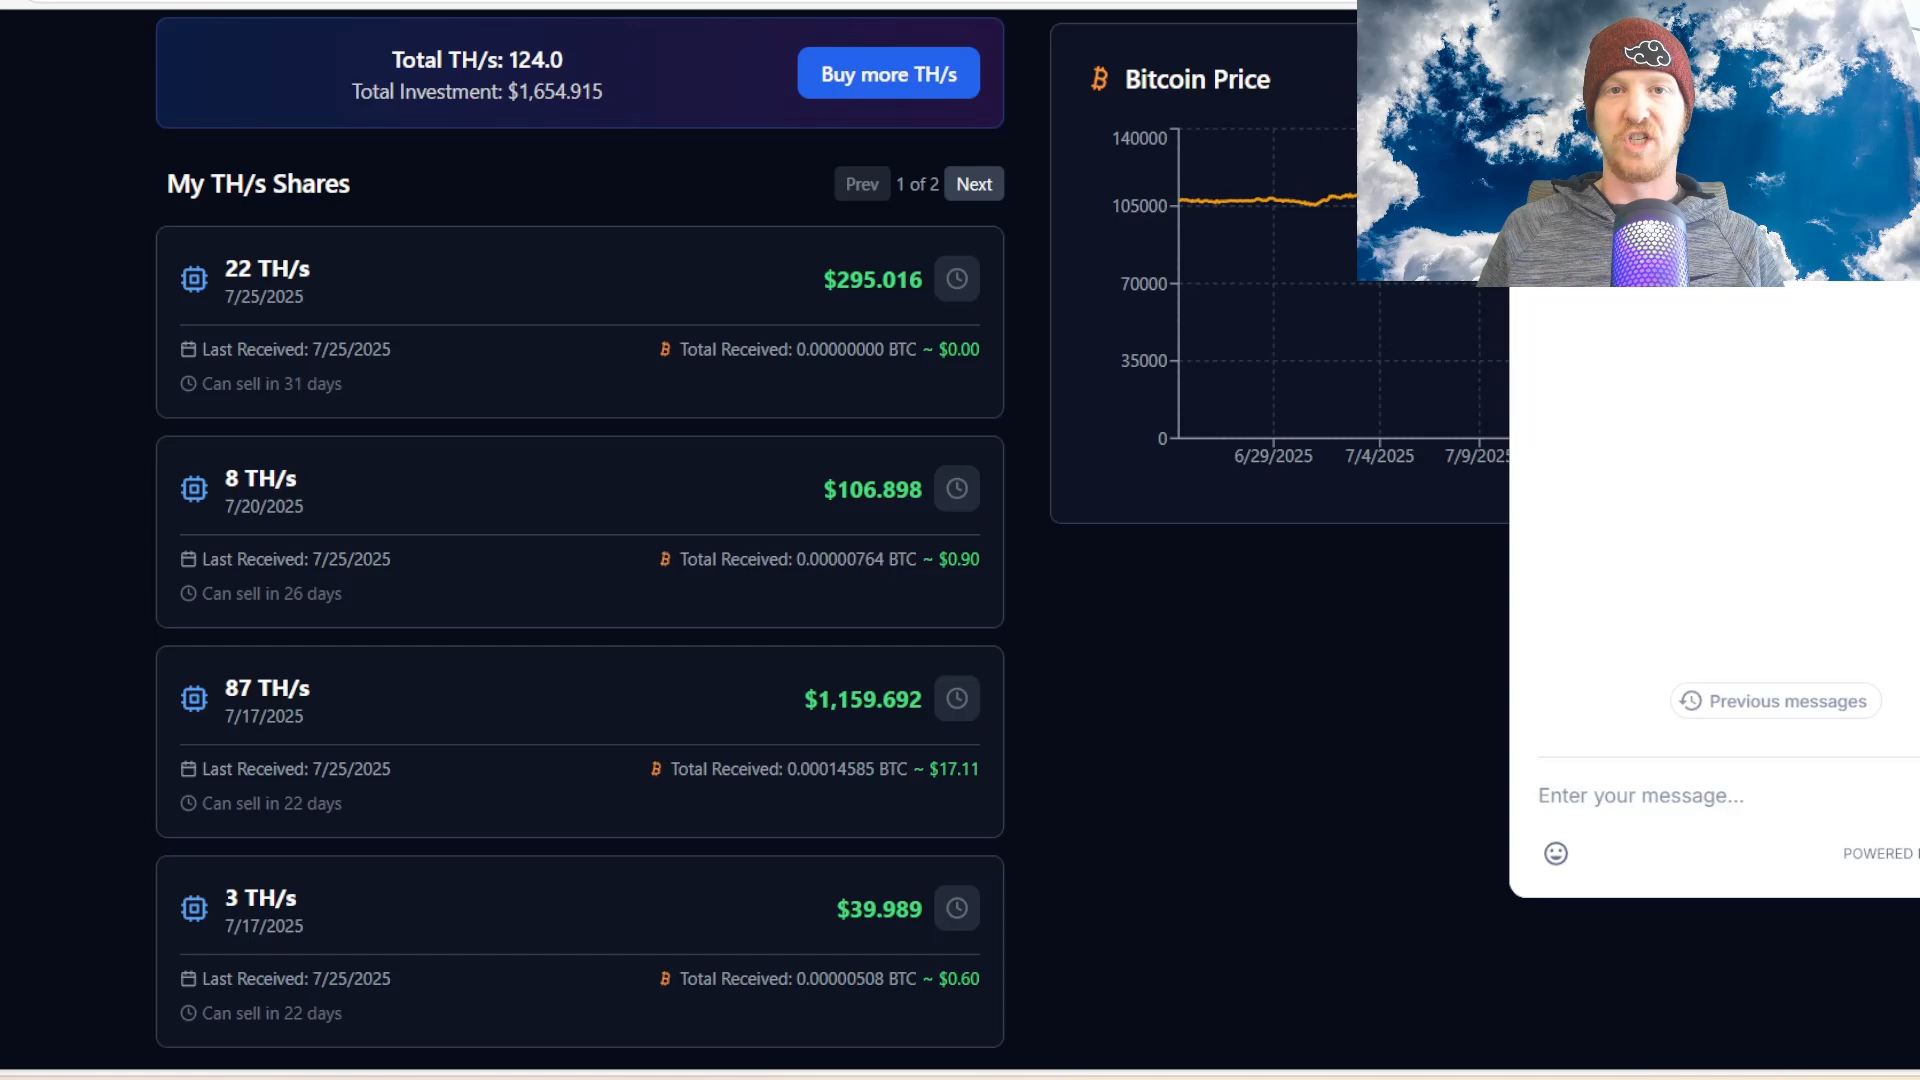 Total TH/s: 124.0
Total Investment: $1,654.915
Buy more TH/s
My TH/s Shares
Prev 1 of 2 Next
22 TH/s
7/25/2025
$295.016
Last Received: 7/25/2025
Total Received: 0.00000000 BTC ~ $0.00
Can sell in 31 days
8 TH/s
7/20/2025
$106.898
Last Received: 7/25/2025
Total Received: 0.00000764 BTC ~ $0.90
Can sell in 26 days
87 TH/s
7/17/2025
$1,159.692
Last Received: 7/25/2025
Total Received: 0.00014585 BTC ~ $17.11
Can sell in 22 days
3 TH/s
7/17/2025
$39.989
Last Received: 7/25/2025
Total Received: 0.00000508 BTC ~ $0.60
Can sell in 22 days
Bitcoin Price
140000
105000
70000
35000
0
6/29/2025 7/4/2025 7/9/2025
Previous messages
Enter your message...
POWERED